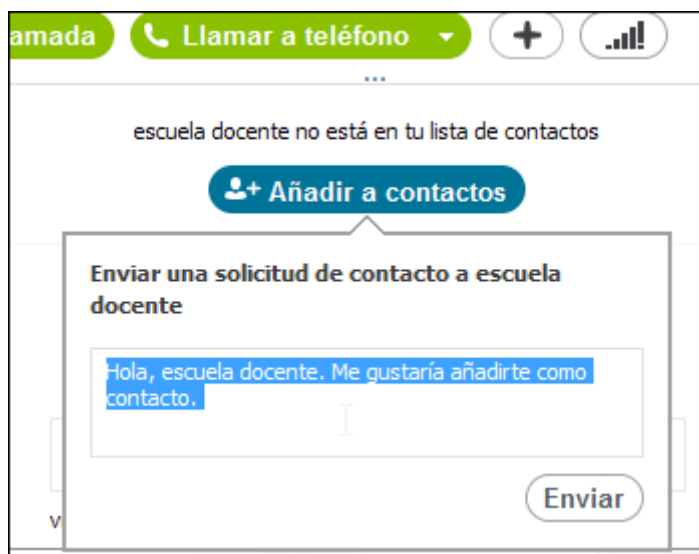 amada Llamar a teléfono
...
escuela docente no está en tu lista de contactos
Añadir a contactos
Enviar una solicitud de contacto a escuela
docente
Hola, escuela docente. Me gustaría añadirte como
contacto.
Enviar